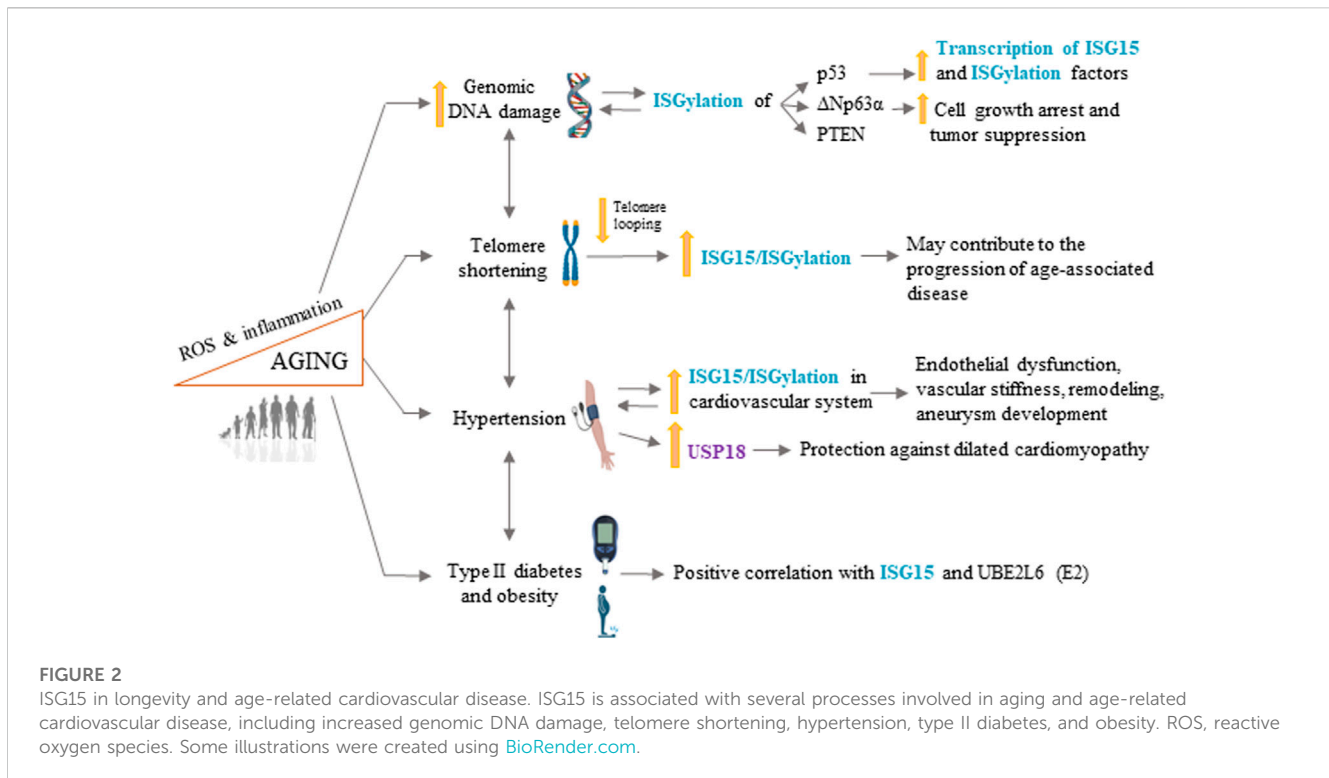 Genomic
DNA damage
ISGylation of
p53
ΔNp63α
PTEN
Transcription of ISG15
and ISGylation factors
Cell growth arrest and
tumor suppression
Telomere
shortening
Telomere
looping
ISG15/ISGylation
May contribute to the
progression of age-associated
disease
ROS & inflammation
AGING
Hypertension
ISG15/ISGylation in
cardiovascular system
Endothelial dysfunction,
vascular stiffness, remodeling,
aneurysm development
USP18
Protection against dilated cardiomyopathy
Type II diabetes
and obesity
Positive correlation with ISG15 and UBE2L6 (E2)
FIGURE 2
ISG15 in longevity and age-related cardiovascular disease. ISG15 is associated with several processes involved in aging and age-related
cardiovascular disease, including increased genomic DNA damage, telomere shortening, hypertension, type II diabetes, and obesity. ROS, reactive
oxygen species. Some illustrations were created using BioRender.com.